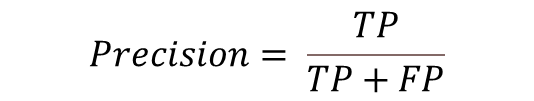 Precision = TP / TP + FP